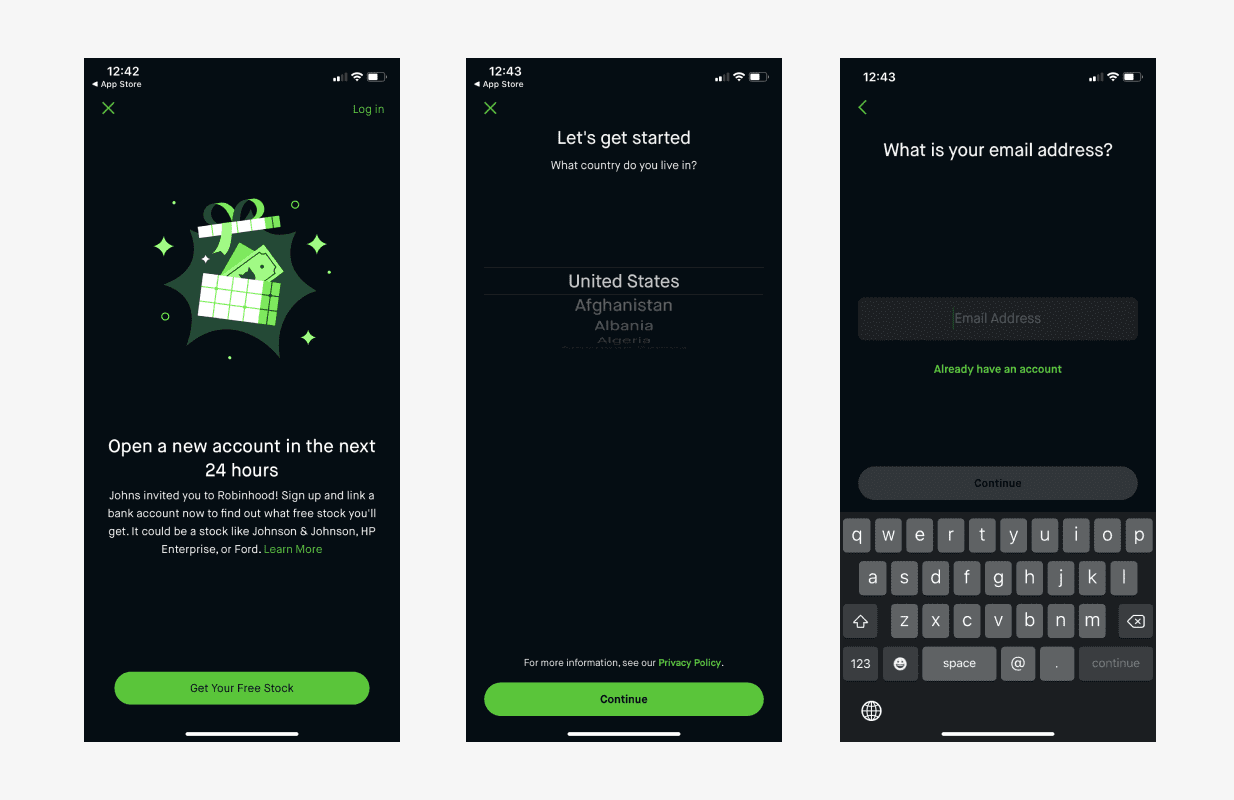 12:42
◀ App Store
Log in
Open a new account in the next
24 hours
Johns invited you to Robinhood! Sign up and link a
bank account now to find out what free stock you'll
get. It could be a stock like Johnson & Johnson, HP
Enterprise, or Ford. Learn More
Get Your Free Stock
12:43
◀ App Store
Let's get started
What country do you live in?
United States
Afghanistan
Albania
Algeria
For more information, see our Privacy Policy.
Continue
12:43
What is your email address?
Email Address
Already have an account
Continue
q w e r t y u i o p
a s d f g h j k l
z x c v b n m
123 space @ . continue